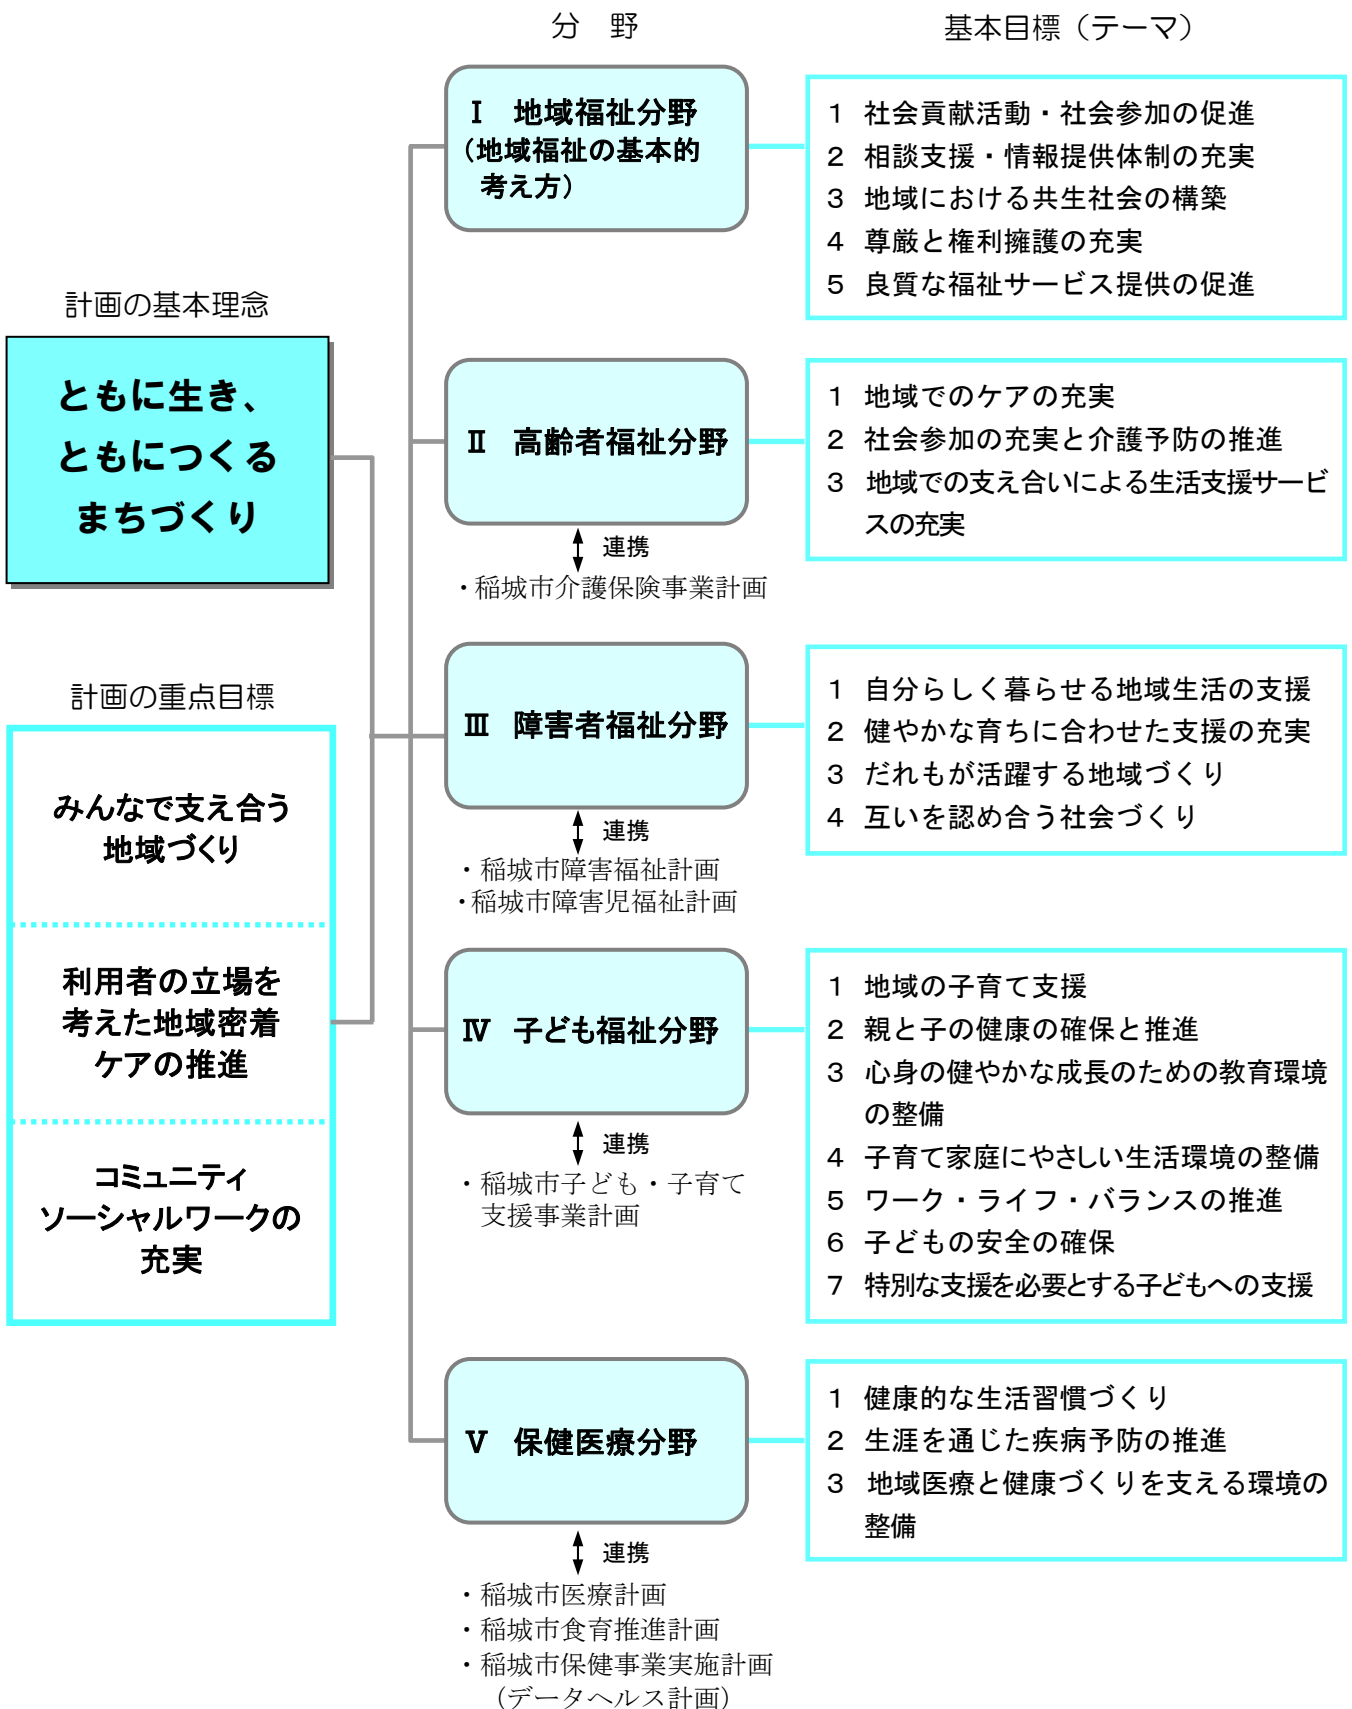 分　野
基本目標（テーマ）
計画の基本理念
ともに生き、
ともにつくる
まちづくり
計画の重点目標
みんなで支え合う
地域づくり
利用者の立場を
考えた地域密着
ケアの推進
コミュニティ
ソーシャルワークの
充実
Ⅰ　地域福祉分野
（地域福祉の基本的
考え方）
1　社会貢献活動・社会参加の促進
2　相談支援・情報提供体制の充実
3　地域における共生社会の構築
4　尊厳と権利擁護の充実
5　良質な福祉サービス提供の促進
Ⅱ　高齢者福祉分野
連携
・稲城市介護保険事業計画
1　地域でのケアの充実
2　社会参加の充実と介護予防の推進
3　地域での支え合いによる生活支援サービ
スの充実
Ⅲ　障害者福祉分野
連携
・稲城市障害福祉計画
・稲城市障害児福祉計画
1　自分らしく暮らせる地域生活の支援
2　健やかな育ちに合わせた支援の充実
3　だれもが活躍する地域づくり
4　互いを認め合う社会づくり
Ⅳ　子ども福祉分野
連携
・稲城市子ども・子育て
支援事業計画
1　地域の子育て支援
2　親と子の健康の確保と推進
3　心身の健やかな成長のための教育環境
の整備
4　子育て家庭にやさしい生活環境の整備
5　ワーク・ライフ・バランスの推進
6　子どもの安全の確保
7　特別な支援を必要とする子どもへの支援
Ⅴ　保健医療分野
連携
・稲城市医療計画
・稲城市食育推進計画
・稲城市保健事業実施計画
（データヘルス計画）
1　健康的な生活習慣づくり
2　生涯を通じた疾病予防の推進
3　地域医療と健康づくりを支える環境の
整備